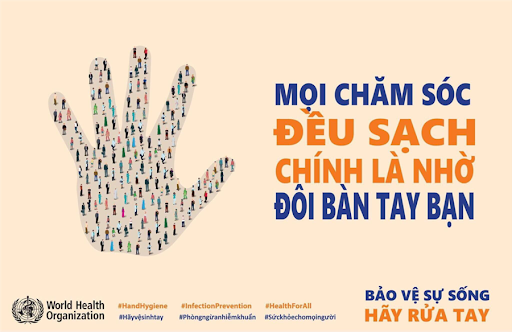 MỌI CHĂM SÓC
ĐỀU SẠCH
CHÍNH LÀ NHỜ
ĐÔI BÀN TAY BẠN
World Health
Organization
#HandHygiene #InfectionPrevention #HealthForAll
#Hãyvệsinhtay #Phòngngừanhiễmkhuẩn #Sứckhỏechomọingười
BẢO VỆ SỰ SỐNG
HÃY RỬA TAY